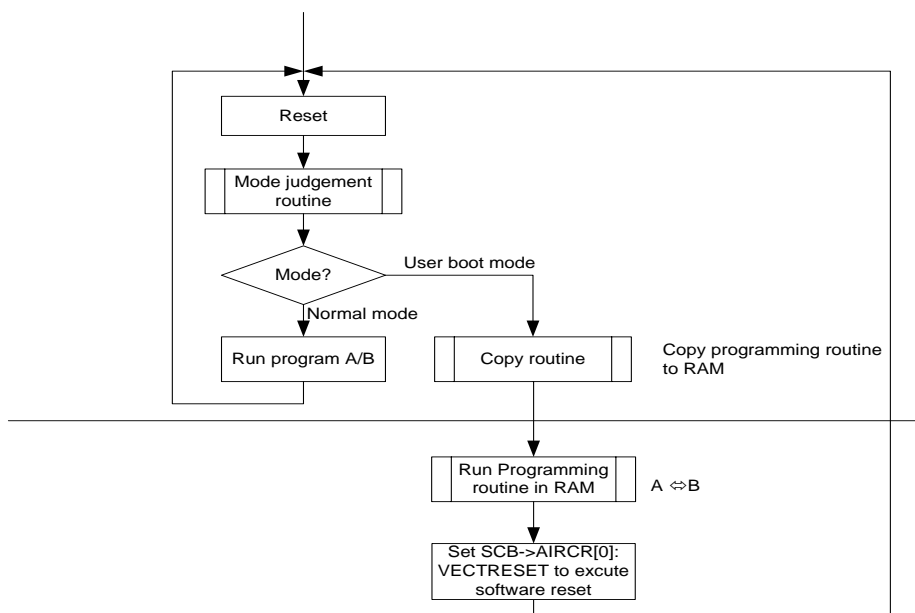 Reset
Mode judgement
routine
User boot mode
Mode?
Normal mode
Run program A/B
Copy routine
Copy programming routine
to RAM
Run Programming
routine in RAM
A ⇔B
Set SCB->AIRCR[0]:
VECTRESET to excute
software reset